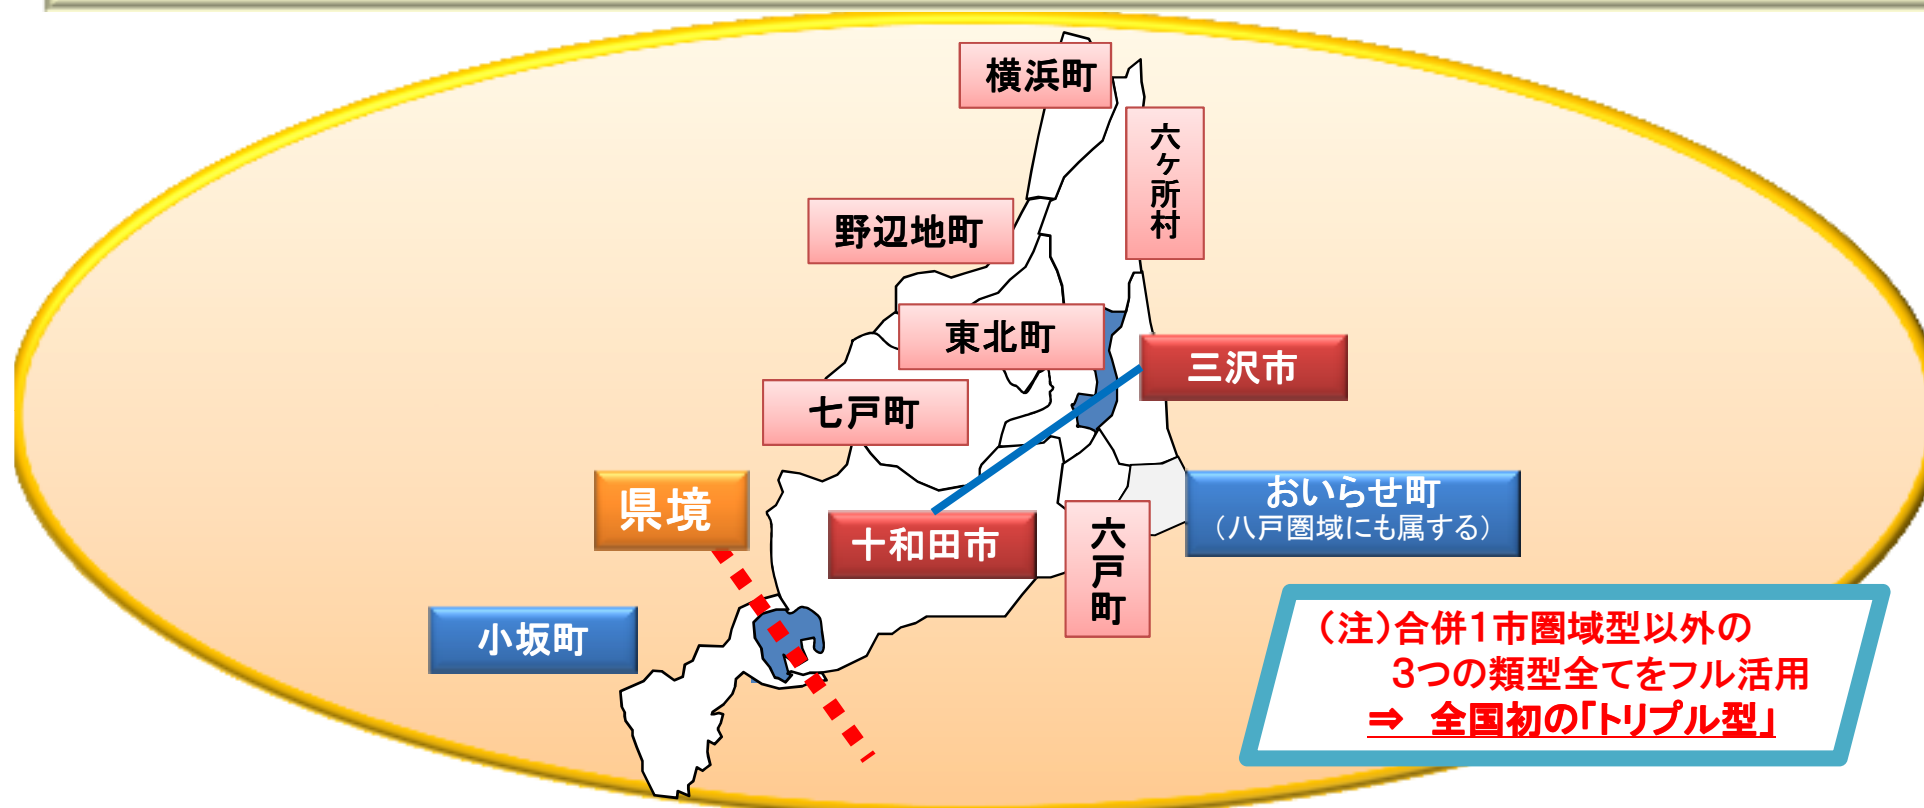 横浜町
六ヶ所村
野辺地町
東北町
三沢市
七戸町
県境
おいらせ町
（八戸圏域にも属する）
十和田市
六戸町
小坂町
（注）合併１市圏域型以外の
３つの類型全てをフル活用
⇒ 全国初の「トリプル型」